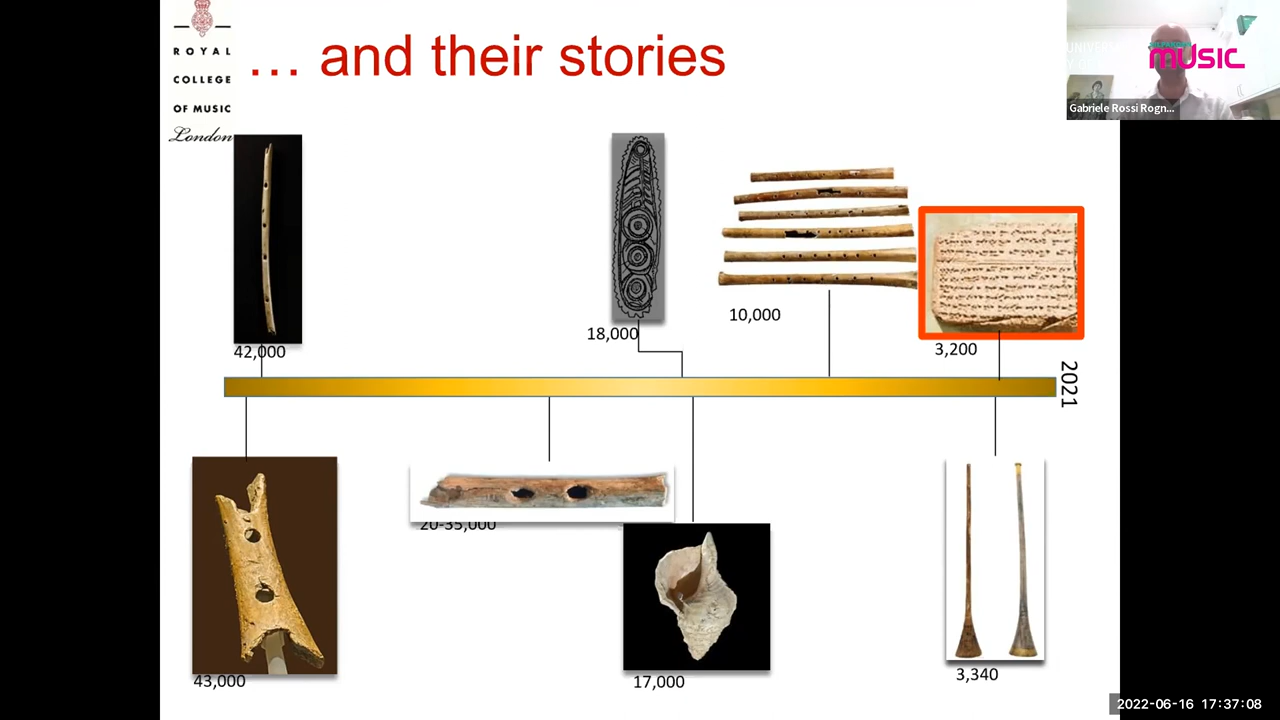 ROYAL
COLLEGE
OF MUSIC
London
… and their stories
MUSIC
Gabriele Rossi Rogn...
42,000
18,000
10,000
3,200
2021
43,000
20-35,000
17,000
3,340
2022-06-16 17:37:08